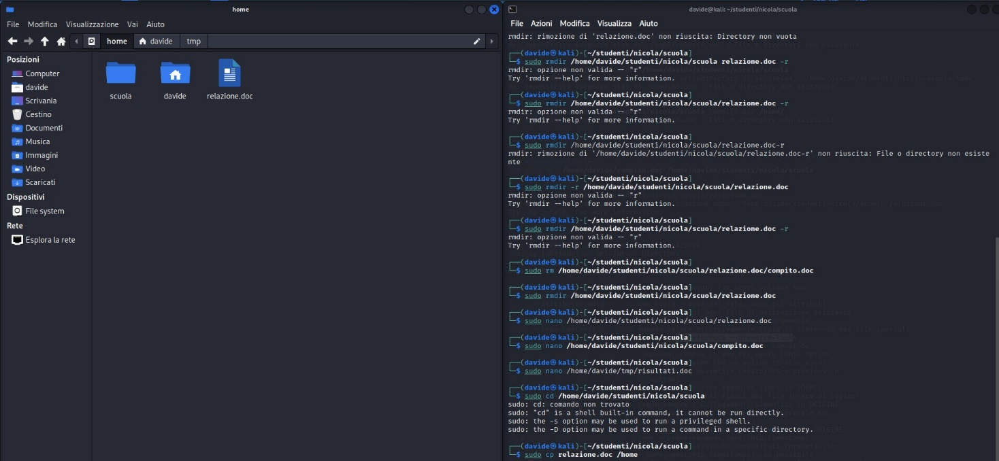 home
File Modifica Visualizzazione Vai Aiuto
home davide tmp
Posizioni
Computer
davide
Scrivania
Cestino
Documenti
Musica
Immagini
Video
Scaricati
Dispositivi
File system
Rete
Esplora la rete
scuola davide relazione.doc
davide@kali: ~/studenti/nicola/scuola
File Azioni Modifica Visualizza Aiuto
rmdir: rimozione di 'relazione.doc' non riuscita: Directory non vuota
┌──(davide㉿kali)-[~/studenti/nicola/scuola]
└─$ sudo rmdir /home/davide/studenti/nicola/scuola relazione.doc -r
rmdir: opzione non valida -- "r"
Try 'rmdir --help' for more information.
┌──(davide㉿kali)-[~/studenti/nicola/scuola]
└─$ sudo rmdir /home/davide/studenti/nicola/scuola/relazione.doc -r
rmdir: opzione non valida -- "r"
Try 'rmdir --help' for more information.
┌──(davide㉿kali)-[~/studenti/nicola/scuola]
└─$ sudo rmdir /home/davide/studenti/nicola/scuola/relazione.doc-r
rmdir: rimozione di '/home/davide/studenti/nicola/scuola/relazione.doc-r' non riuscita: File o directory non esiste
nte
┌──(davide㉿kali)-[~/studenti/nicola/scuola]
└─$ sudo rmdir -r /home/davide/studenti/nicola/scuola/relazione.doc
rmdir: opzione non valida -- "r"
Try 'rmdir --help' for more information.
┌──(davide㉿kali)-[~/studenti/nicola/scuola]
└─$ sudo rmdir /home/davide/studenti/nicola/scuola/relazione.doc -r
rmdir: opzione non valida -- "r"
Try 'rmdir --help' for more information.
┌──(davide㉿kali)-[~/studenti/nicola/scuola]
└─$ sudo rm /home/davide/studenti/nicola/scuola/relazione.doc/compito.doc
┌──(davide㉿kali)-[~/studenti/nicola/scuola]
└─$ sudo rmdir /home/davide/studenti/nicola/scuola/relazione.doc
┌──(davide㉿kali)-[~/studenti/nicola/scuola]
└─$ sudo nano /home/davide/studenti/nicola/scuola/relazione.doc
┌──(davide㉿kali)-[~/studenti/nicola/scuola]
└─$ sudo nano /home/davide/studenti/nicola/scuola/compito.doc
└─$ sudo nano /home/davide/tmp/risultati.doc
┌──(davide㉿kali)-[~/studenti/nicola/scuola]
└─$ sudo cd /home/davide/studenti/nicola/scuola
sudo: cd: comando non trovato
sudo: "cd" is a shell built-in command, it cannot be run directly.
sudo: the -s option may be used to run a privileged shell.
sudo: the -D option may be used to run a command in a specific directory.
┌──(davide㉿kali)-[~/studenti/nicola/scuola]
└─$ sudo cp relazione.doc /home